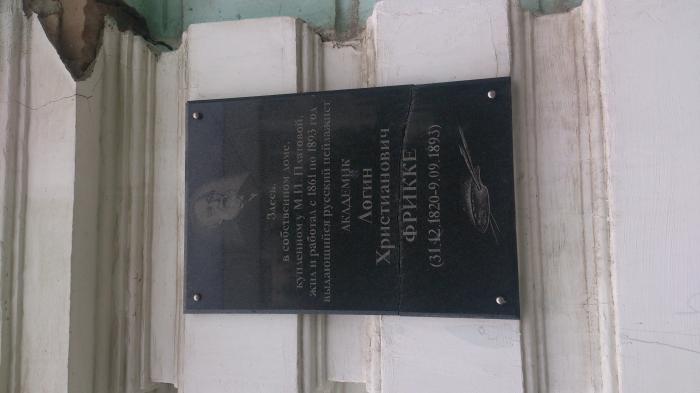 Здесь,
в собственном доме,
купленном у М.И. Платовой,
жил и работал с 1861 по 1893 год
выдающийся русский пейзажист
АКАДЕМИК
Логин
Христианович
ФРИККЕ
(31.12.1820-9.09.1893)